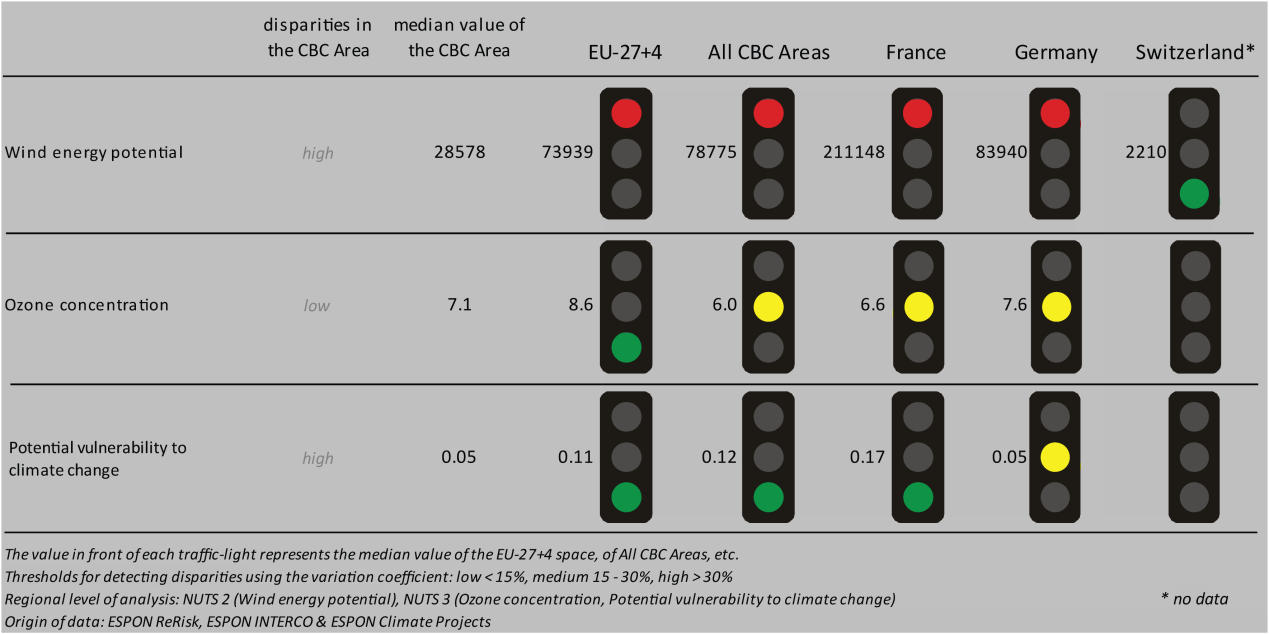 disparities in the CBC Area
median value of the CBC Area
EU-27+4 All CBC Areas France Germany Switzerland*
Wind energy potential high 28578 73939 78775 211148 83940 2210
Ozone concentration low 7.1 8.6 6.0 6.6 7.6
Potential vulnerability to
climate change
high 0.05 0.11 0.12 0.17 0.05
The value in front of each traffic-light represents the median value of the EU-27+4 space, of All CBC Areas, etc.
Thresholds for detecting disparities using the variation coefficient: low < 15%, medium 15 - 30%, high > 30%
Regional level of analysis: NUTS 2 (Wind energy potential), NUTS 3 (Ozone concentration, Potential vulnerability to climate change)
* no data
Origin of data: ESPON ReRisk, ESPON INTERCO & ESPON Climate Projects